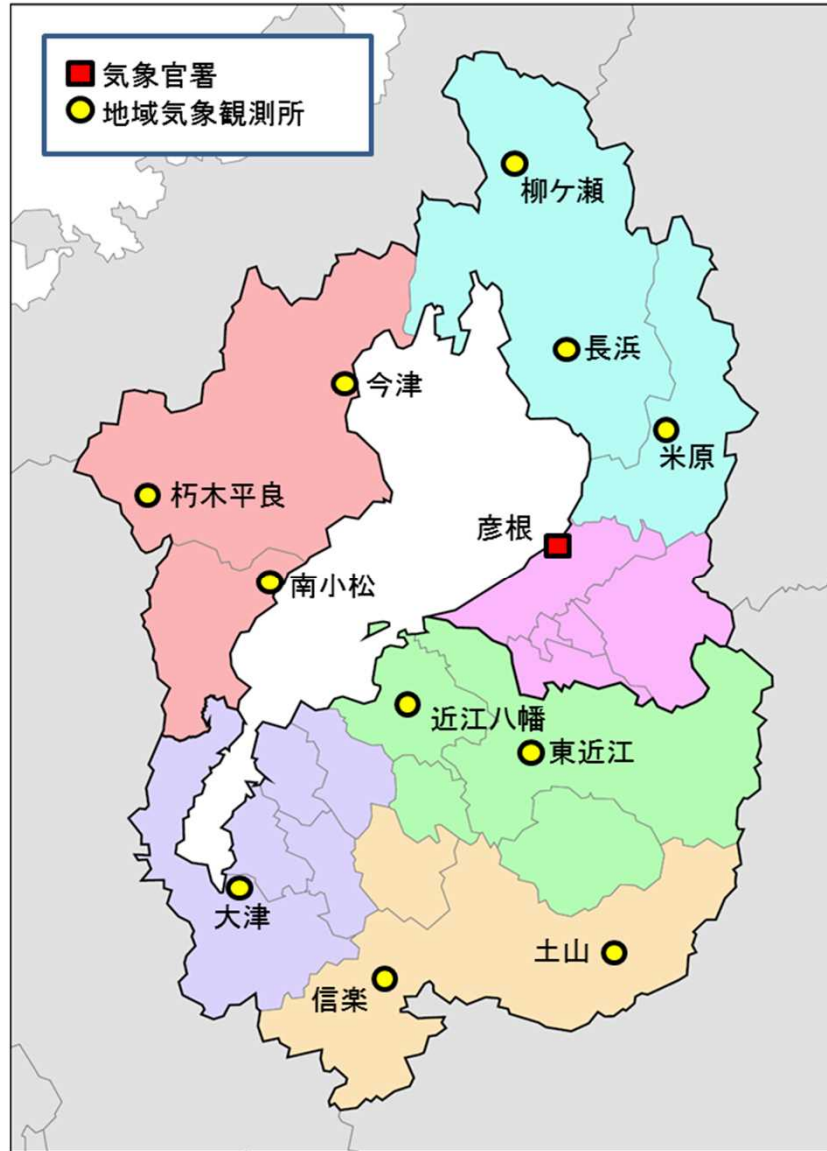 気象官署
地域気象観測所
柳ケ瀬
長浜
今津
米原
朽木平良
彦根
南小松
近江八幡
東近江
大津
土山
信楽